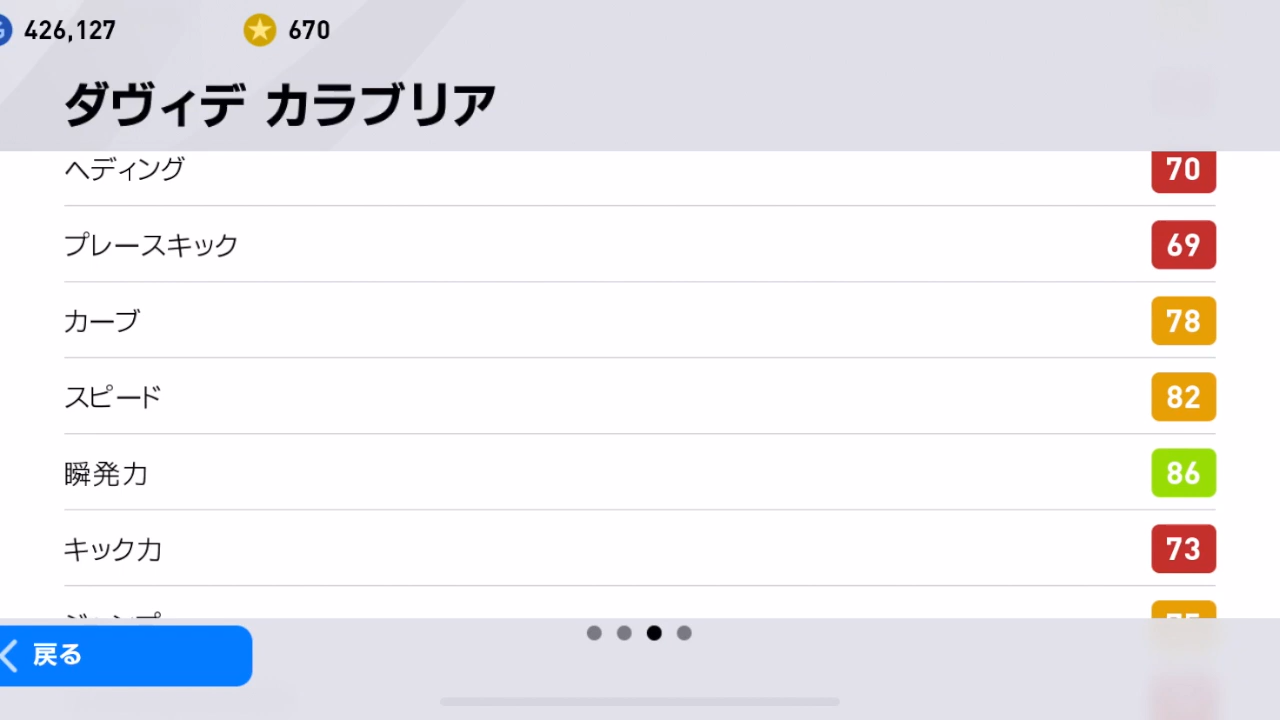 426,127 670
ダヴィデ カラブリア
ヘディング 70
プレースキック 69
カーブ 78
スピード 82
瞬発力 86
キック力 73
戻る